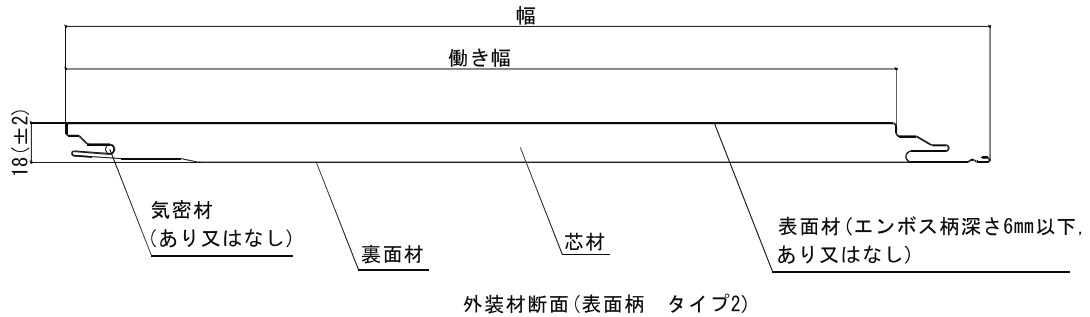 幅
働き幅
18(±2)
気密材
(あり又はなし)
裏面材
芯材
表面材(エンボス柄深さ6mm以下,
あり又はなし)
外装材断面(表面柄　タイプ2)